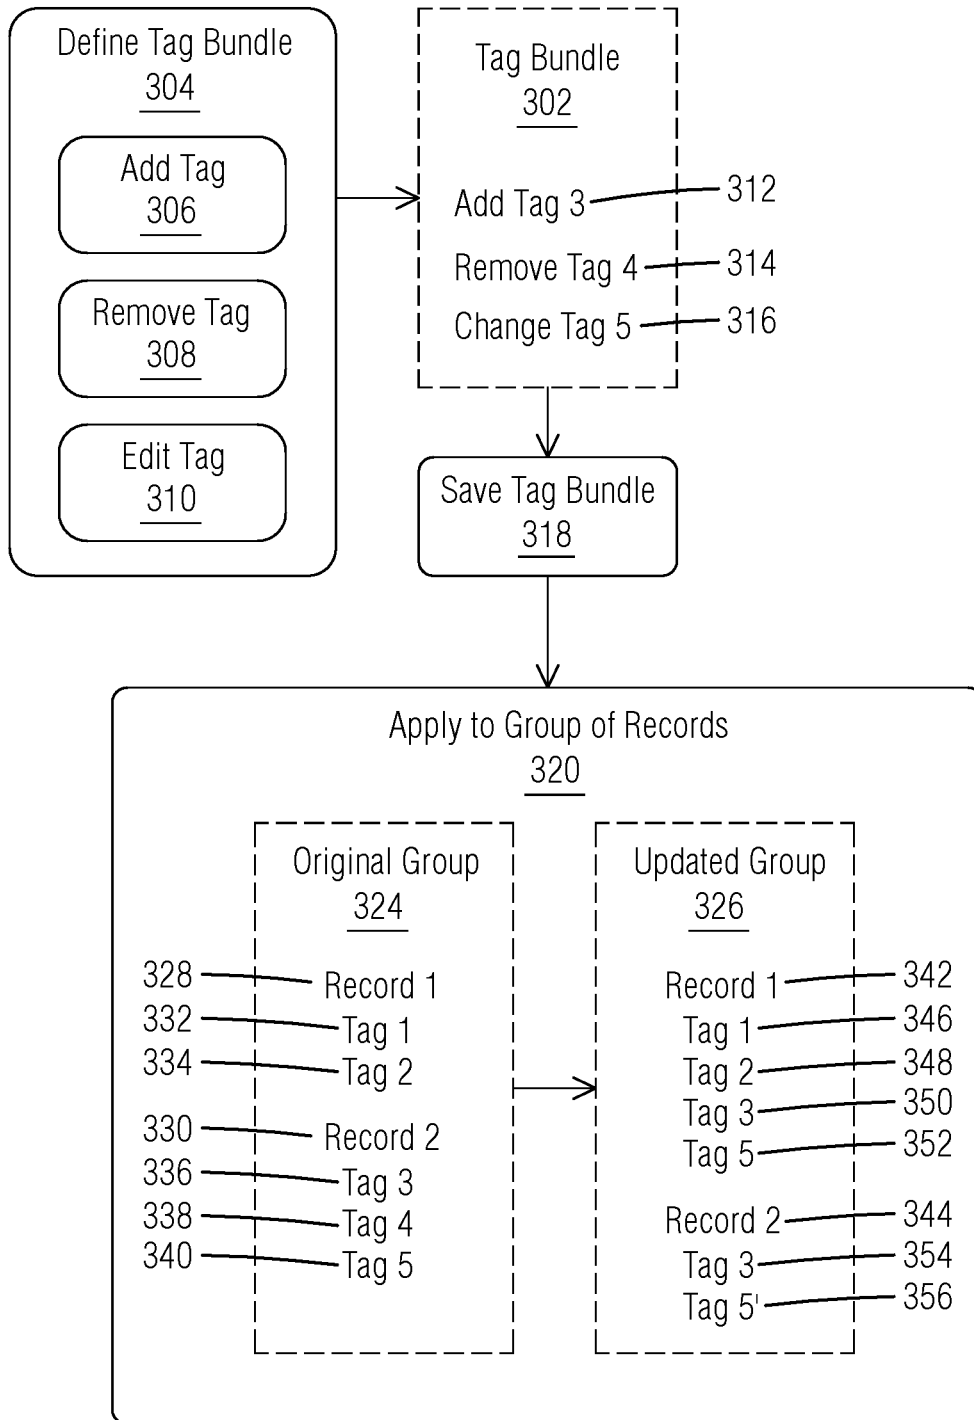 Define Tag Bundle
304
Add Tag
306
Remove Tag
308
Edit Tag
310
Tag Bundle
302
Add Tag 3 312
Remove Tag 4 314
Change Tag 5 316
Save Tag Bundle
318
Apply to Group of Records
320
Original Group
324
328 Record 1
332 Tag 1
334 Tag 2
330 Record 2
336 Tag 3
338 Tag 4
340 Tag 5
Updated Group
326
Record 1 342
Tag 1 346
Tag 2 348
Tag 3 350
Tag 5 352
Record 2 344
Tag 3 354
Tag 5' 356